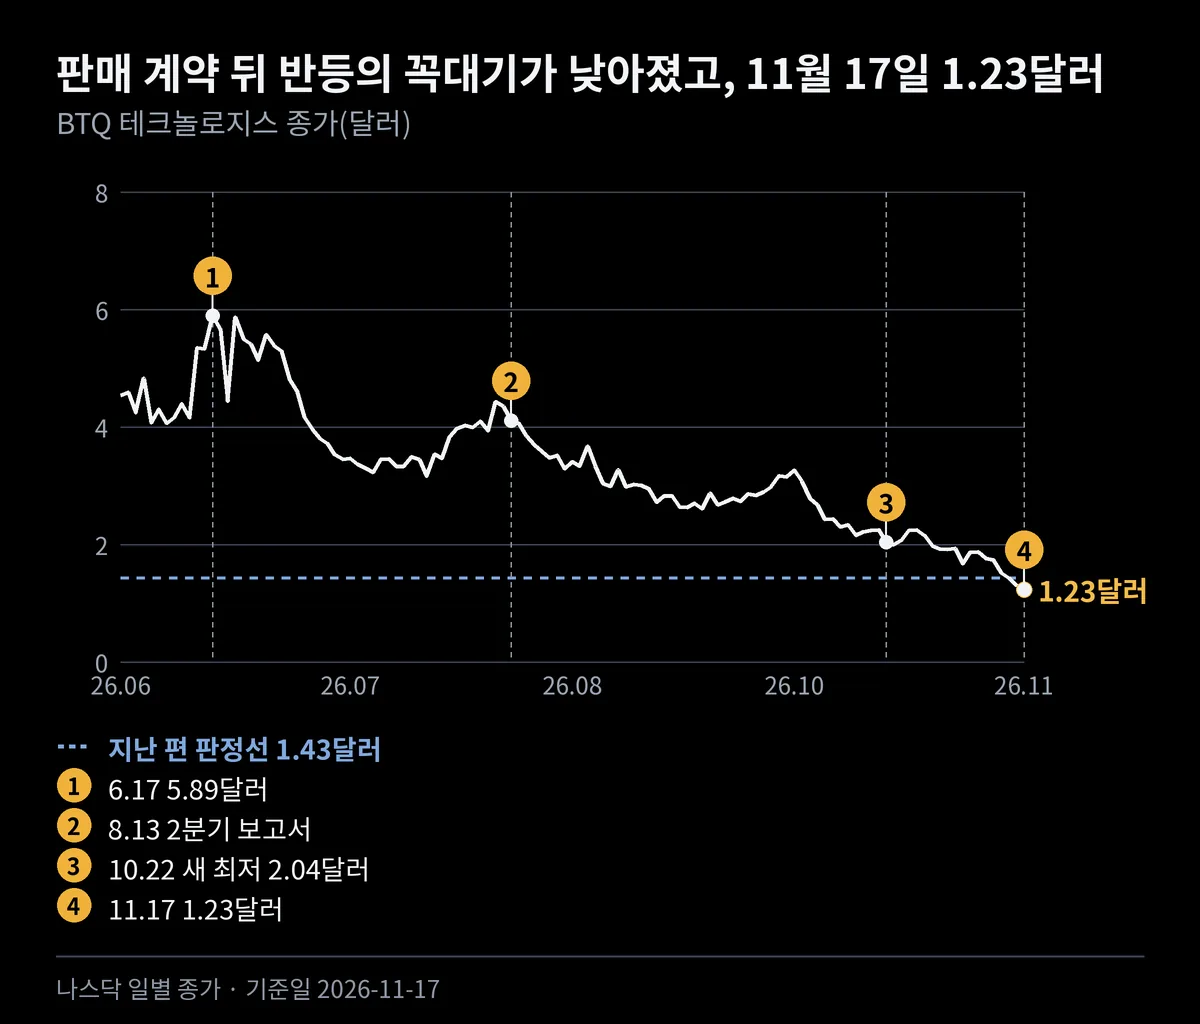 판매 계약 뒤 반등의 꼭대기가 낮아졌고, 11월 17일 1.23달러
BTQ 테크놀로지스 종가(달러)
8
1
6
2
4
3
4
2
1.23달러
0
26.06 26.07 26.08 26.10 26.11
지난 편 판정선 1.43달러
1 6.17 5.89달러
2 8.13 2분기 보고서
3 10.22 새 최저 2.04달러
4 11.17 1.23달러
나스닥 일별 종가 · 기준일 2026-11-17